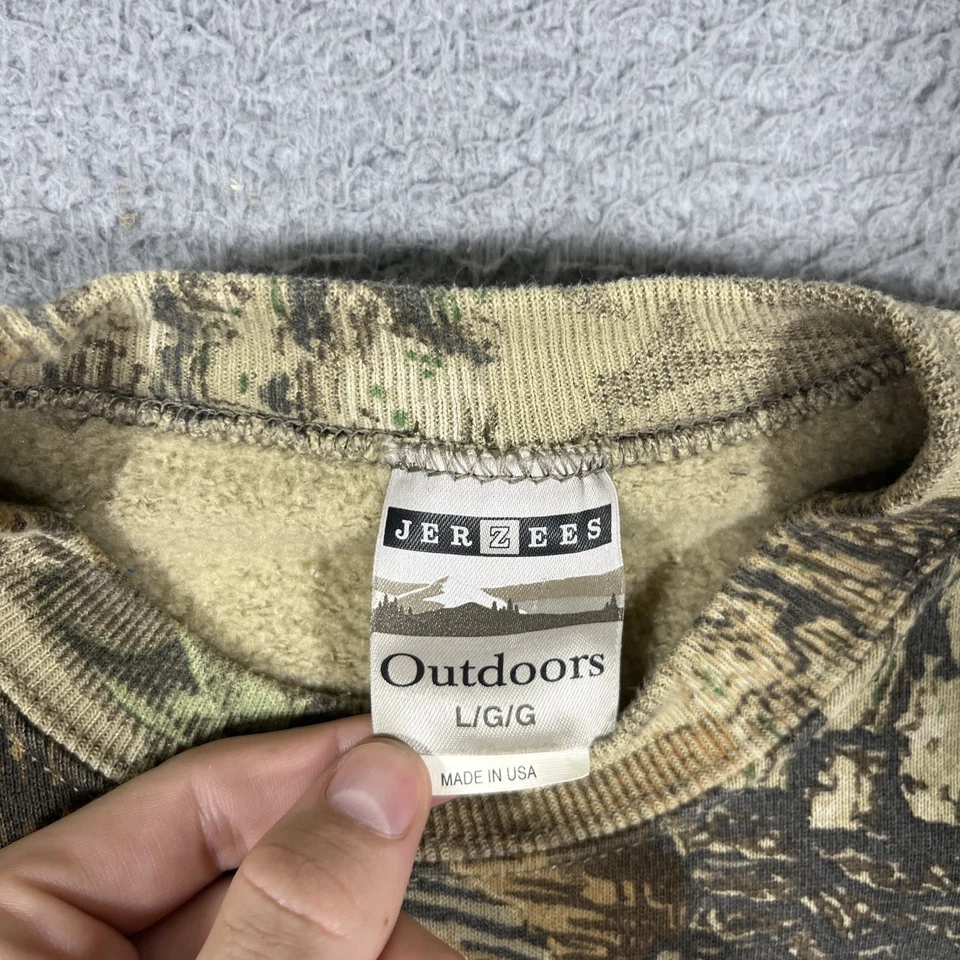 JERZEES
Outdoors
L/G/G
MADE IN USA